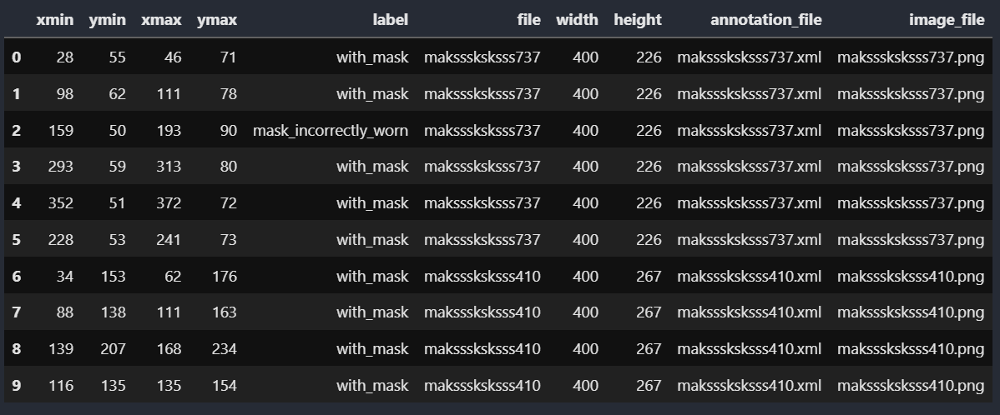 xmin ymin xmax ymax label file width height annotation_file image_file
0 28 55 46 71 with_mask maksssksksss737 400 226 maksssksksss737.xml maksssksksss737.png
1 98 62 111 78 with_mask maksssksksss737 400 226 maksssksksss737.xml maksssksksss737.png
2 159 50 193 90 mask_incorrectly_worn maksssksksss737 400 226 maksssksksss737.xml maksssksksss737.png
3 293 59 313 80 with_mask maksssksksss737 400 226 maksssksksss737.xml maksssksksss737.png
4 352 51 372 72 with_mask maksssksksss737 400 226 maksssksksss737.xml maksssksksss737.png
5 228 53 241 73 with_mask maksssksksss737 400 226 maksssksksss737.xml maksssksksss737.png
6 34 153 62 176 with_mask maksssksksss410 400 267 maksssksksss410.xml maksssksksss410.png
7 88 138 111 163 with_mask maksssksksss410 400 267 maksssksksss410.xml maksssksksss410.png
8 139 207 168 234 with_mask maksssksksss410 400 267 maksssksksss410.xml maksssksksss410.png
9 116 135 135 154 with_mask maksssksksss410 400 267 maksssksksss410.xml maksssksksss410.png